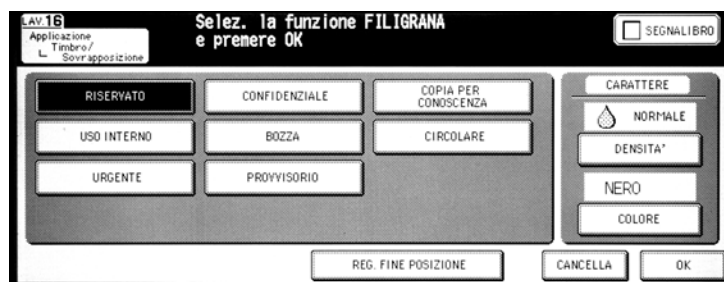 LAV.16
Applicazione
Timbro/
Sovrapposizione
Selez. la funzione FILIGRANA
e premere OK
SEGNALIBRO
RISERVATO
CONFIDENZIALE
COPIA PER
CONOSCENZA
USO INTERNO
BOZZA
CIRCOLARE
URGENTE
PROVVISORIO
CARATTERE
NORMALE
DENSITA'
NERO
COLORE
REG. FINE POSIZIONE
CANCELLA
OK